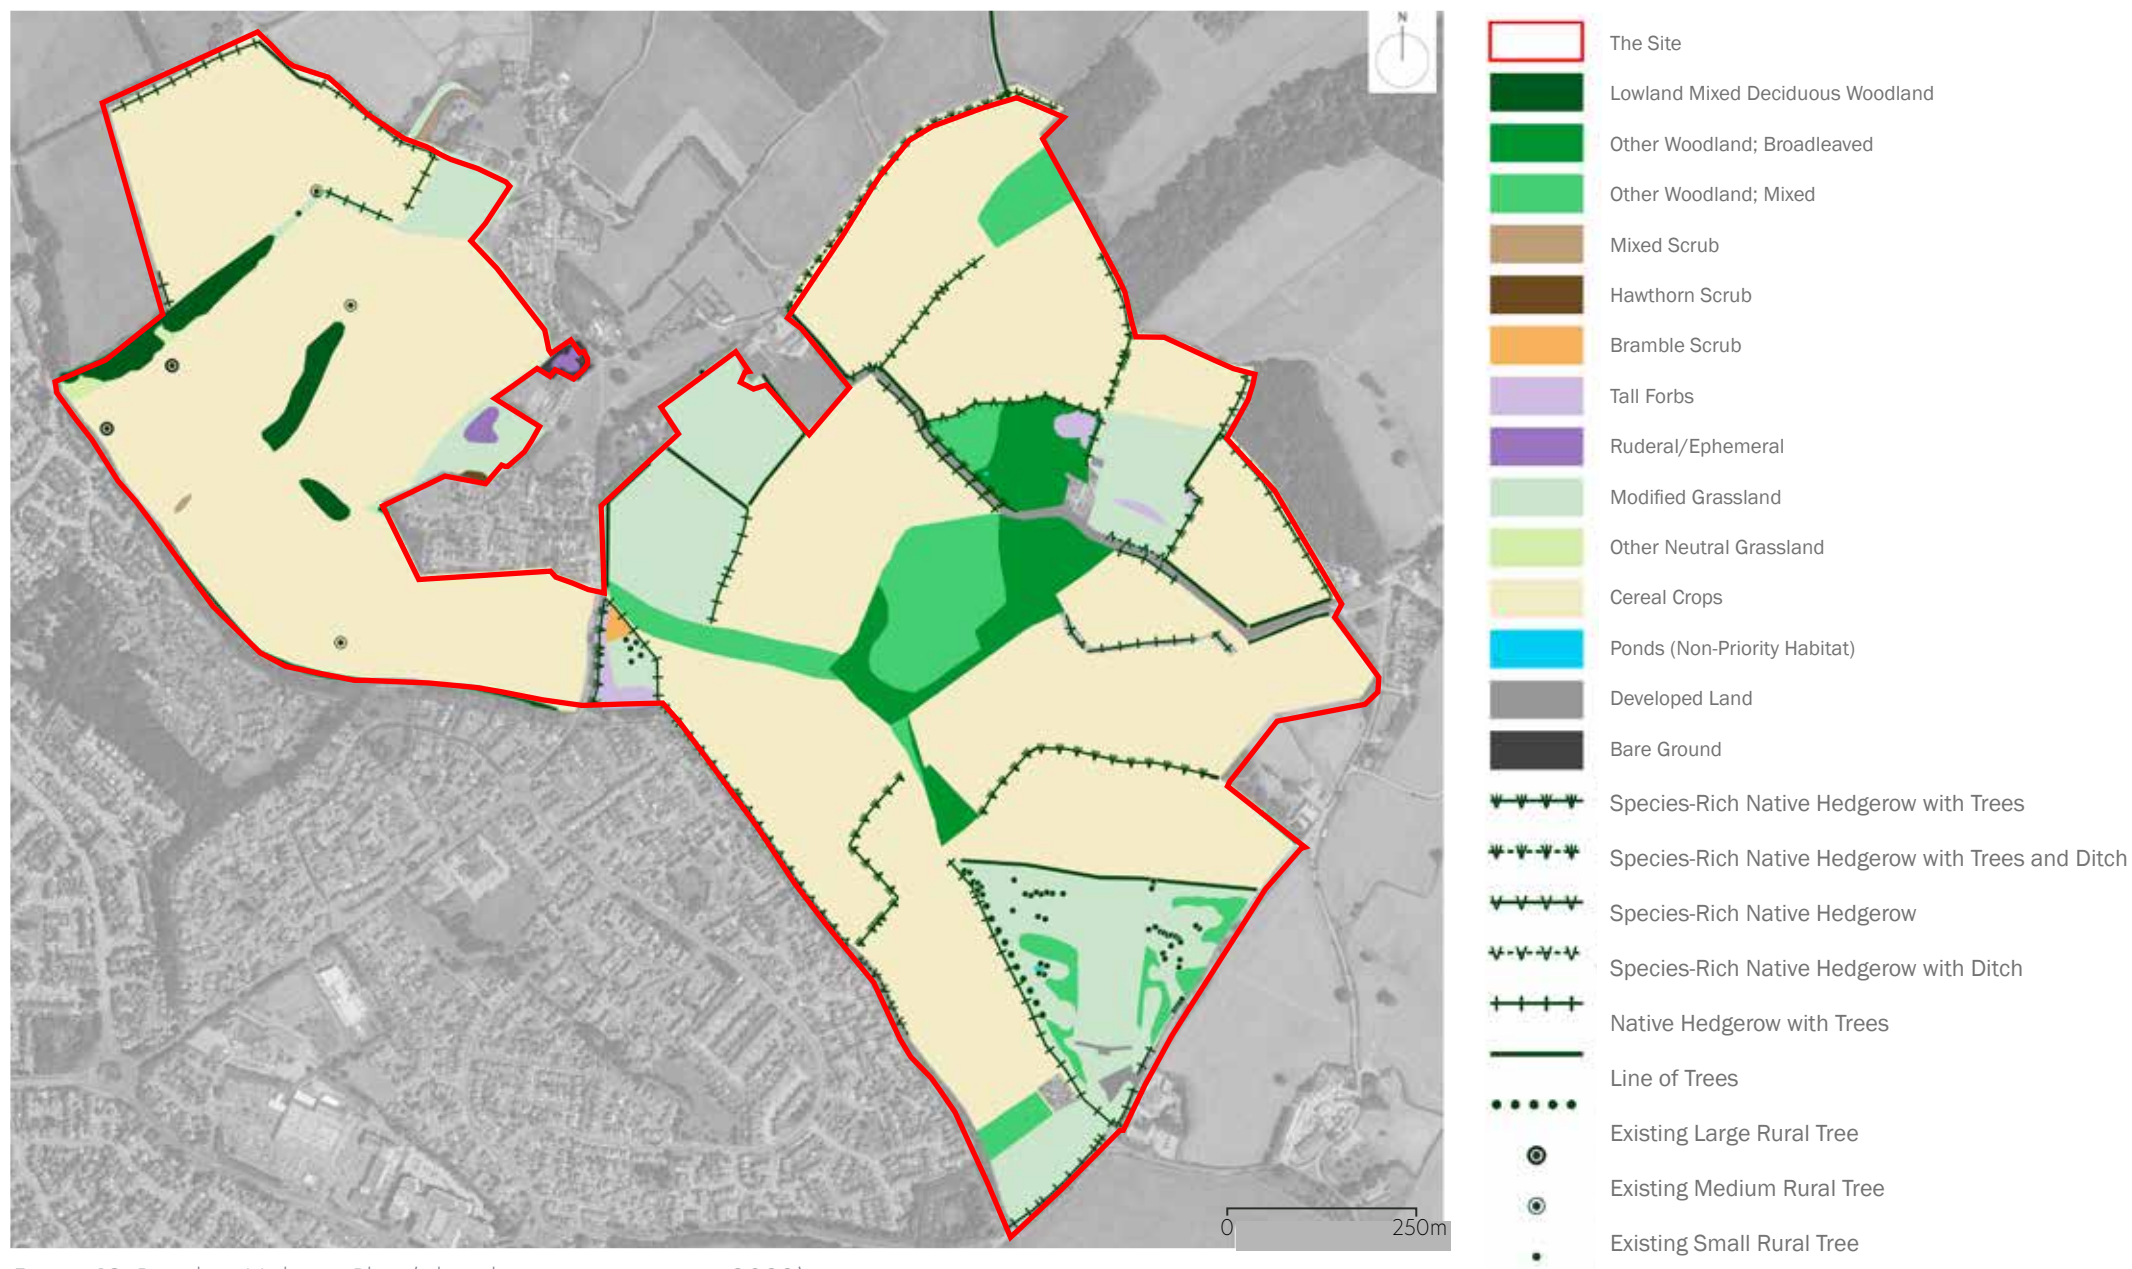 N
The Site
Lowland Mixed Deciduous Woodland
Other Woodland; Broadleaved
Other Woodland; Mixed
Mixed Scrub
Hawthorn Scrub
Bramble Scrub
Tall Forbs
Ruderal/Ephemeral
Modified Grassland
Other Neutral Grassland
Cereal Crops
Ponds (Non-Priority Habitat)
Developed Land
Bare Ground
Species-Rich Native Hedgerow with Trees
Species-Rich Native Hedgerow with Trees and Ditch
Species-Rich Native Hedgerow
Species-Rich Native Hedgerow with Ditch
Native Hedgerow with Trees
Line of Trees
Existing Large Rural Tree
Existing Medium Rural Tree
Existing Small Rural Tree
0 250m